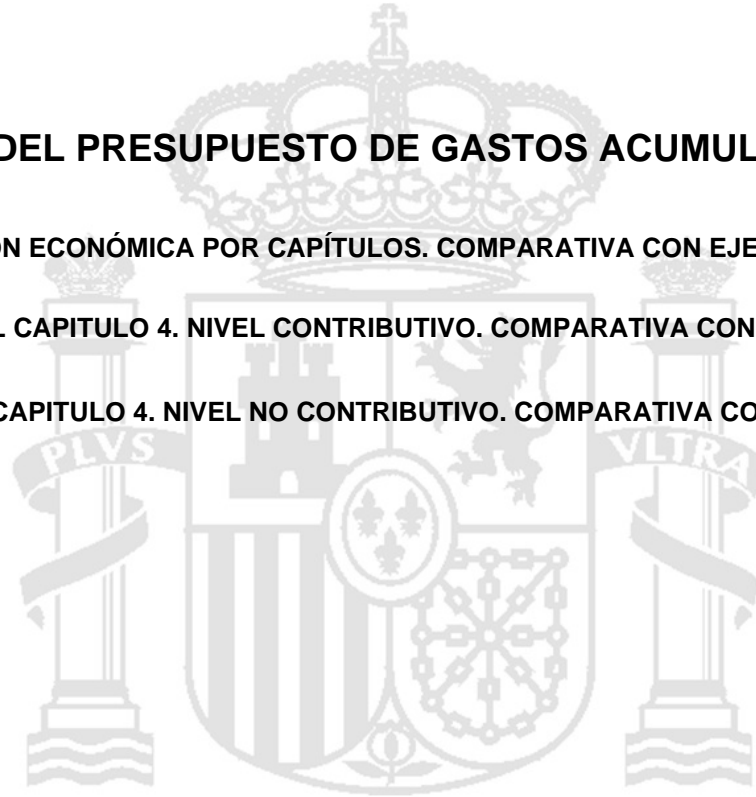 DEL PRESUPUESTO DE GASTOS ACUMUL
ÓN ECONÓMICA POR CAPÍTULOS. COMPARATIVA CON EJE
L CAPITULO 4. NIVEL CONTRIBUTIVO. COMPARATIVA CON
CAPITULO 4. NIVEL NO CONTRIBUTIVO. COMPARATIVA CO
PLVS VLTRA